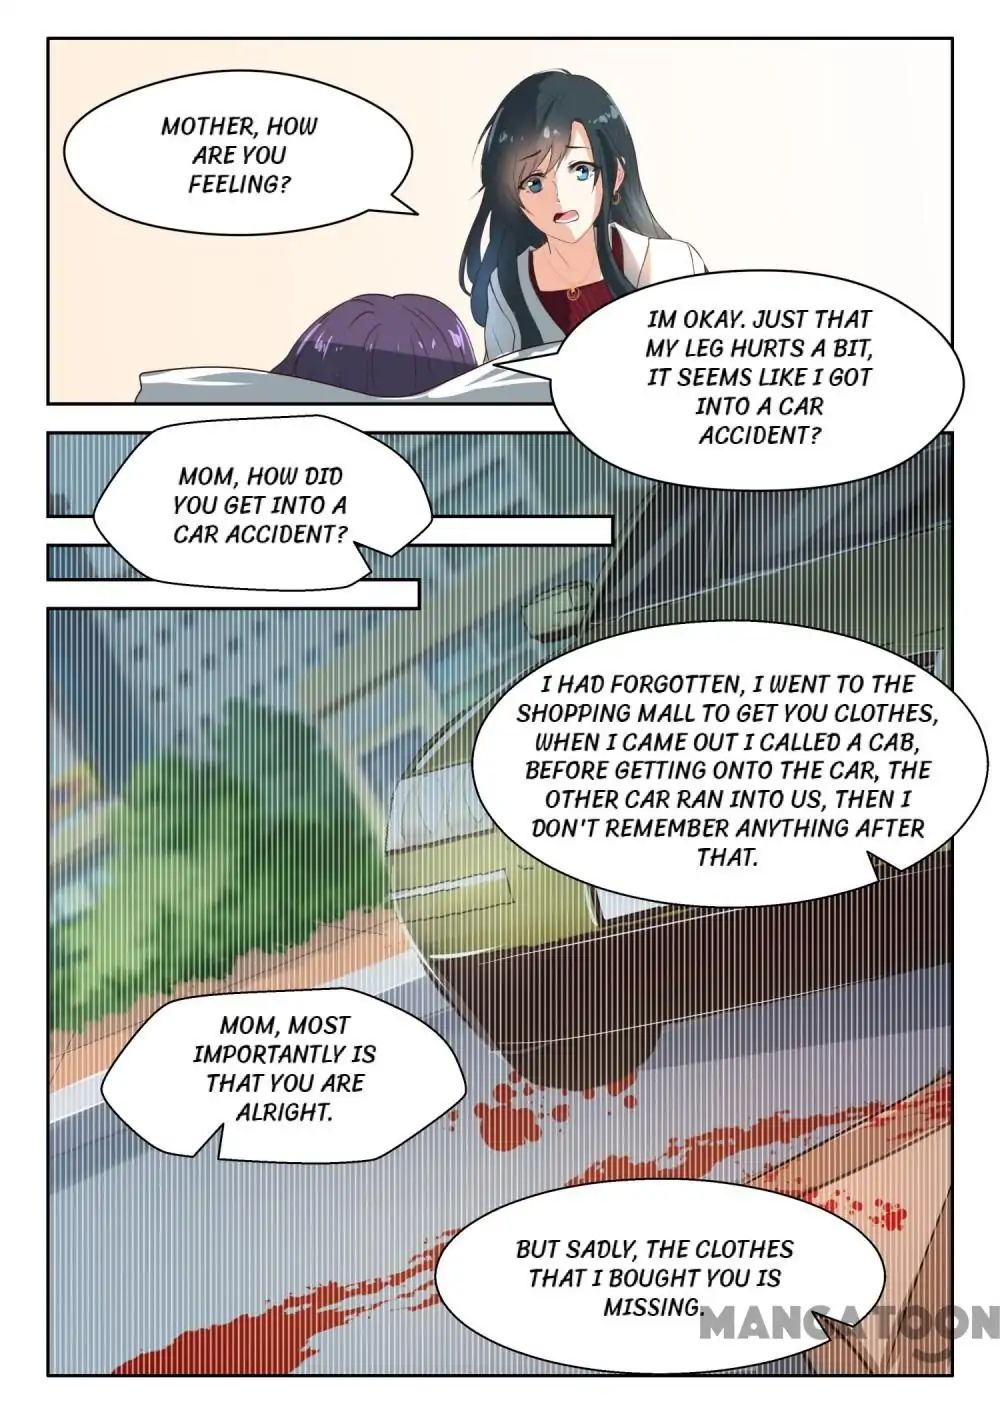 MOTHER, HOW
ARE YOU
FEELING?
IM OKAY. JUST THAT
MY LEG HURTS A BIT,
IT SEEMS LIKE I GOT
INTO A CAR
ACCIDENT?
MOM, HOW DID
YOU GET INTO A
CAR ACCIDENT?
I HAD FORGOTTEN, I WENT TO THE
SHOPPING MALL TO GET YOU CLOTHES,
WHEN I CAME OUT I CALLED A CAB,
BEFORE GETTING ONTO THE CAR, THE
OTHER CAR RAN INTO US, THEN I
DON'T REMEMBER ANYTHING AFTER
THAT.
MOM, MOST
IMPORTANTLY IS
THAT YOU ARE
ALRIGHT.
BUT SADLY, THE CLOTHES
THAT I BOUGHT YOU IS
MISSING.
MANGATOON